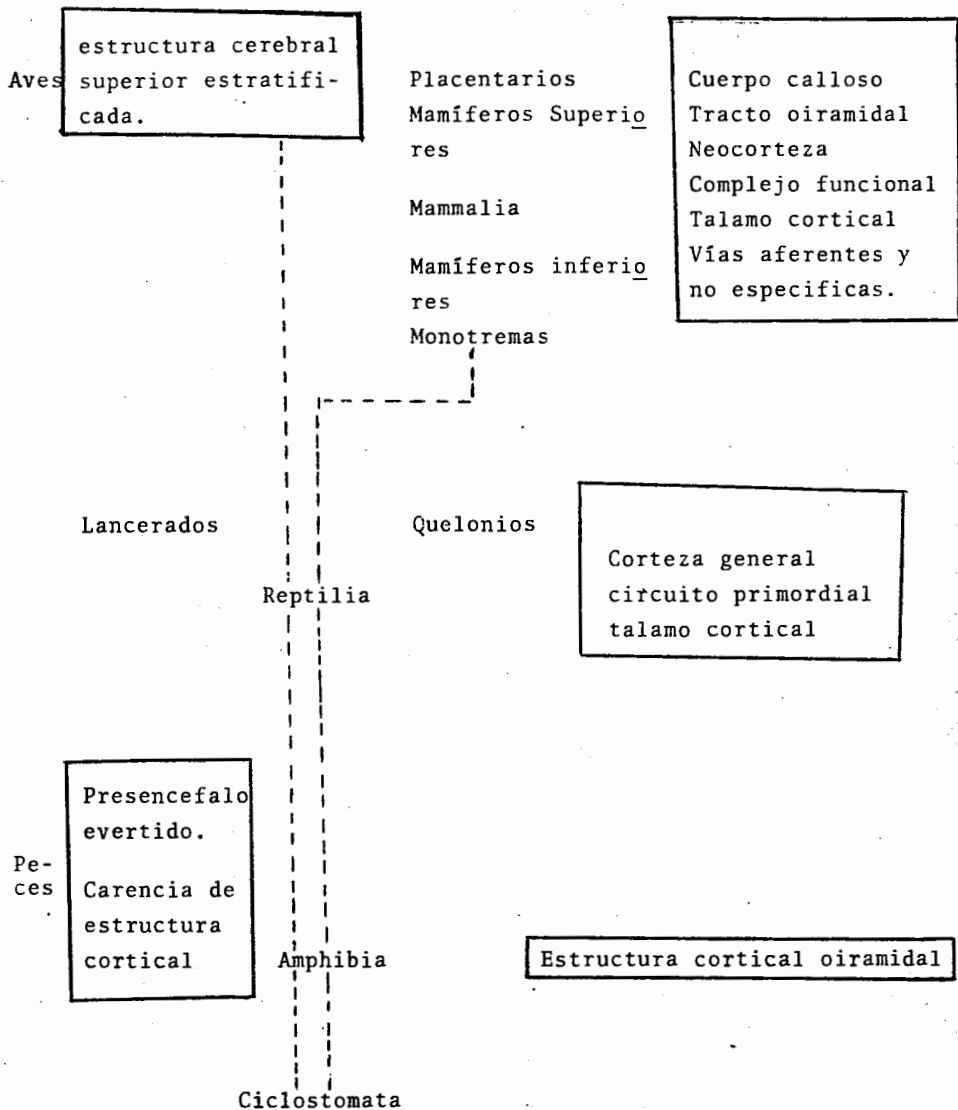 estructura cerebral
Aves superior estratifi-
cada.
Placentarios
Mamíferos Superio
res
Mammalia
Mamíferos inferio
res
Monotremas
Cuerpo calloso
Tracto oiramidal
Neocorteza
Complejo funcional
Talamo cortical
Vías aferentes y
no especificas.
Lancerados
Quelonios
Reptilia
Corteza general
circuito primordial
talamo cortical
Presencefalo
evertido.
Pe-
ces
Carencia de
estructura
cortical
Amphibia
Estructura cortical oiramidal
Ciclostomata